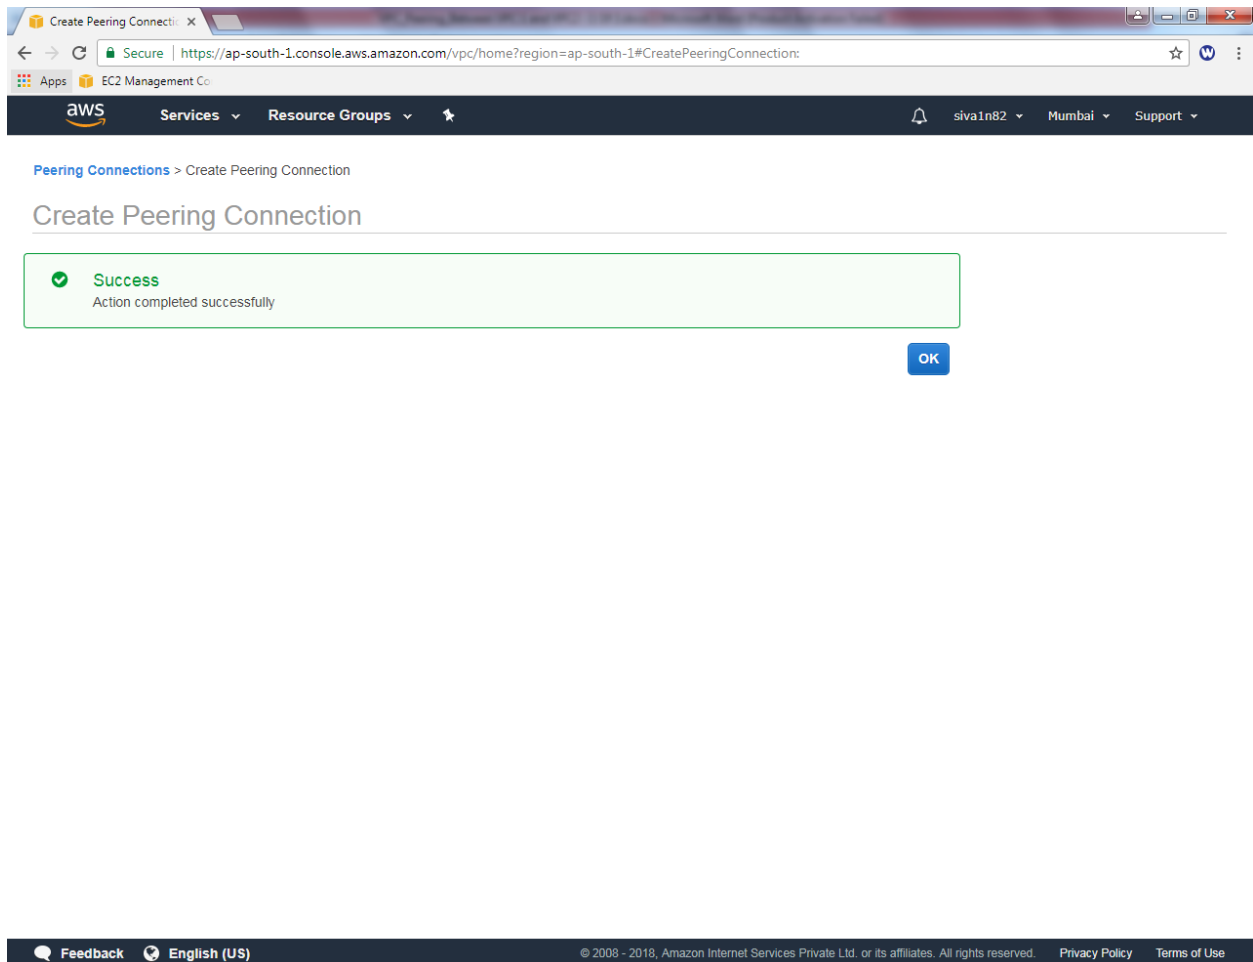 Create Peering Connectic
Secure | https://ap-south-1.console.aws.amazon.com/vpc/home?region=ap-south-1#CreatePeeringConnection:
Apps EC2 Management Co
aws Services Resource Groups siva1n82 Mumbai Support
Peering Connections > Create Peering Connection
Create Peering Connection
Success
Action completed successfully
OK
Feedback English (US) © 2008 - 2018, Amazon Internet Services Private Ltd. or its affiliates. All rights reserved. Privacy Policy Terms of Use